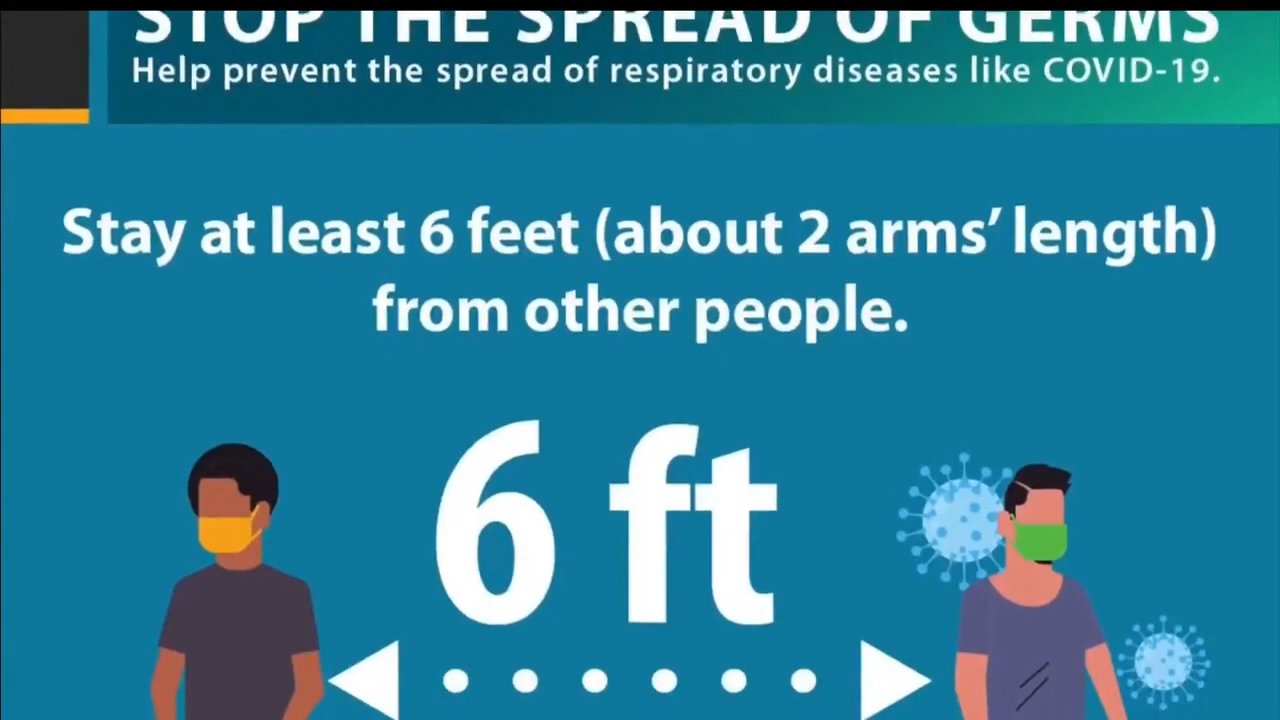 STOP THE SPREAD OF GERMS
Help prevent the spread of respiratory diseases like COVID-19.
Stay at least 6 feet (about 2 arms’ length)
from other people.
6 ft